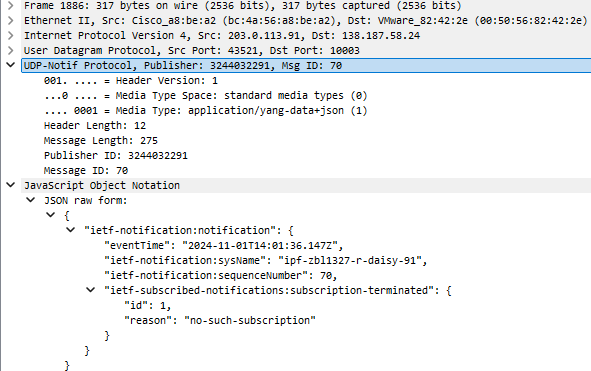 Frame 1886: 317 bytes on wire (2536 bits), 317 bytes captured (2536 bits)
Ethernet II, Src: Cisco_a8:be:a2 (bc:4a:56:a8:be:a2), Dst: VMware_82:42:2e (00:50:56:82:42:2e)
Internet Protocol Version 4, Src: 203.0.113.91, Dst: 138.187.58.24
User Datagram Protocol, Src Port: 43521, Dst Port: 10003
UDP-Notif Protocol, Publisher: 3244032291, Msg ID: 70
001. .... = Header Version: 1
...0 .... = Media Type Space: standard media types (0)
.... 0001 = Media Type: application/yang-data+json (1)
Header Length: 12
Message Length: 275
Publisher ID: 3244032291
Message ID: 70
JavaScript Object Notation
JSON raw form:
{
"ietf-notification:notification": {
"eventTime": "2024-11-01T14:01:36.147Z",
"ietf-notification:sysName": "ipf-zbl1327-r-daisy-91",
"ietf-notification:sequenceNumber": 70,
"ietf-subscribed-notifications:subscription-terminated": {
"id": 1,
"reason": "no-such-subscription"
}
}
}